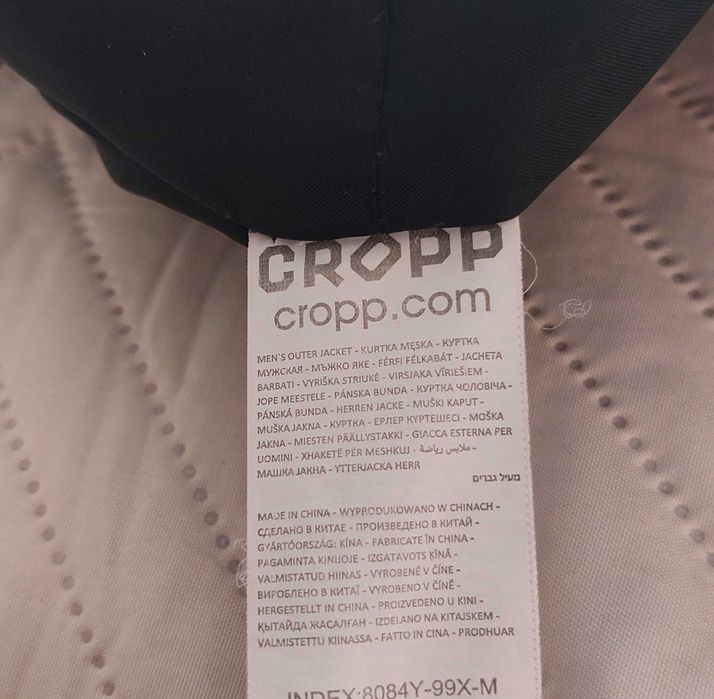 CROPP
cropp.com
MEN'S OUTER JACKET - KURTKA MĘSKA - КУРТКА
МУЖСКАЯ - МЪЖКО ЯКЕ - FÉRFI FÉLKABÁT - JACHETA
BARBATI - VYRIŠKA STRIUKĖ - VIRSJAKA VĪRIEŠIEM -
JOPE MEESTELE - PÁNSKA BUNDA - КУРТКА ЧОЛОВІЧА -
PÁNSKÁ BUNDA - HERREN JACKE - MUŠKI KAPUT -
MUŠKA JAKNA - КУРТКА - ЕРЛЕР КҮРТЕШЕСІ - MOŠKA
JAKNA - MIESTEN PÄÄLLYSTAKKI - GIACCA ESTERNA PER
UOMINI - XHAKETË PËR MESHKUJ - ملابس رياضية -
МАШКА ЈАКНА - YTTERJACKA HERR
מעיל גברים
MADE IN CHINA - WYPRODUKOWANO W CHINACH -
СДЕЛАНО В КИТАЕ - ПРОИЗВЕДЕНО В КИТАЙ -
GYÁRTÓORSZÁG: KÍNA - FABRICATE ÎN CHINA -
PAGAMINTA KINIJOJE - IZGATAVOTS ĶĪNĀ -
VALMISTATUD HIINAS - VYROBENÉ V ČÍNE -
ВИРОБЛЕНО В КИТАЇ - VYROBENO V ČÍNĚ -
HERGESTELLT IN CHINA - PROIZVEDENO U KINI -
ҚЫТАЙДА ЖАСАЛҒАН - IZDELANO NA KITAJSKEM -
VALMISTETTU KIINASSA - FATTO IN CINA - PRODHUAR
INDEX:8084Y-99X-M